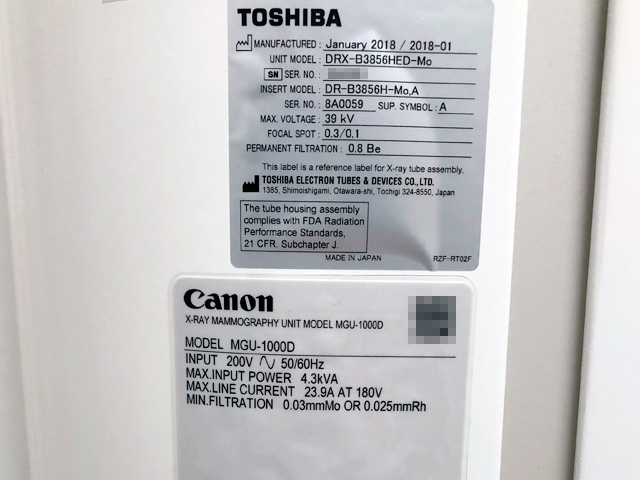 TOSHIBA
MANUFACTURED : January 2018 / 2018-01
UNIT MODEL : DRX-B3856HED-Mo
SN SER. NO. :
INSERT MODEL : DR-B3856H-Mo,A
SER. NO. : 8A0059 SUP. SYMBOL : A
MAX. VOLTAGE : 39 kV
FOCAL SPOT : 0.3/0.1
PERMANENT FILTRATION : 0.8 Be
This label is a reference label for X-ray tube assembly.
TOSHIBA ELECTRON TUBES & DEVICES CO., LTD.
1385, Shimoishigami, Otawara-shi, Tochigi 324-8550, Japan
The tube housing assembly
complies with FDA Radiation
Performance Standards,
21 CFR. Subchapter J.
MADE IN JAPAN RZF-RT02F
Canon
X-RAY MAMMOGRAPHY UNIT MODEL MGU-1000D
MODEL MGU-1000D
INPUT 200V ∿ 50/60Hz
MAX.INPUT POWER 4.3kVA
MAX.LINE CURRENT 23.9A AT 180V
MIN.FILTRATION 0.03mmMo OR 0.025mmRh